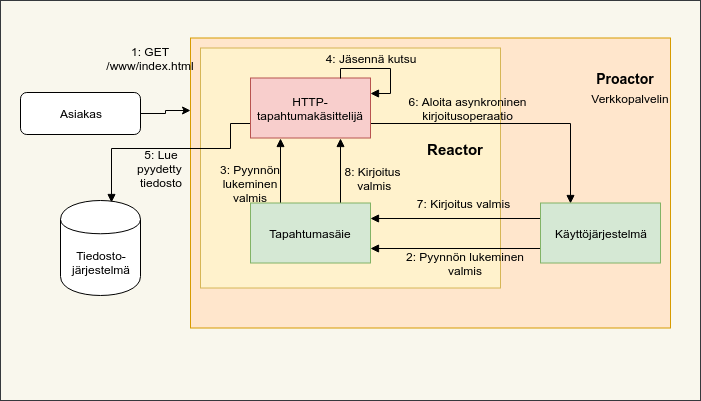 1: GET
/www/index.html
4: Jäsennä kutsu
Proactor
Verkkopalvelin
Asiakas
HTTP-
tapahtumakäsittelijä
6: Aloita asynkroninen
kirjoitusoperaatio
Reactor
5: Lue
pyydetty
tiedosto
3: Pyynnön
lukeminen
valmis
8: Kirjoitus
valmis
7: Kirjoitus valmis
Tapahtumasäie
Käyttöjärjestelmä
Tiedosto-
järjestelmä
2: Pyynnön lukeminen
valmis